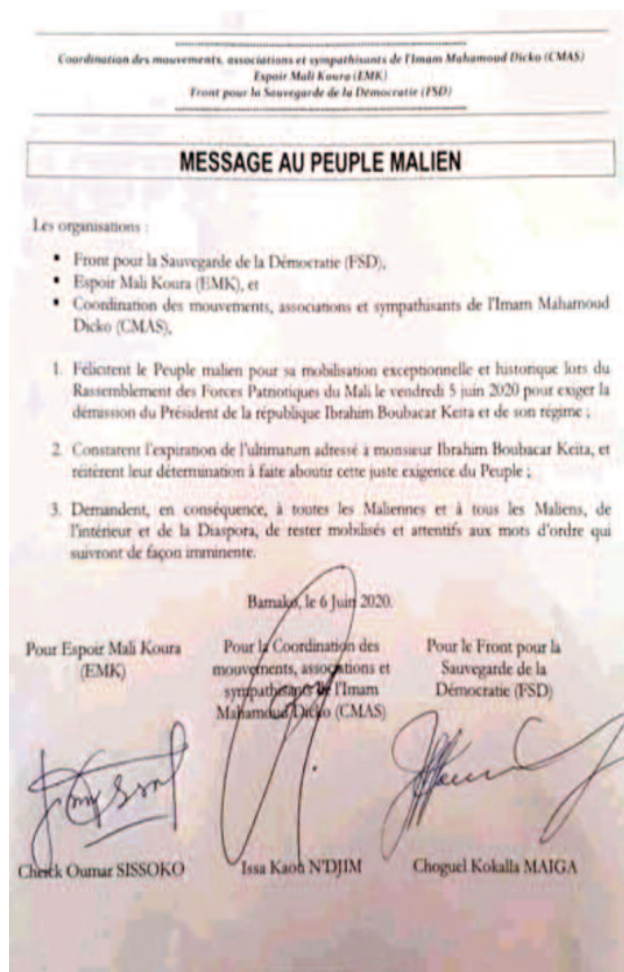 Coordination des mouvements, associations et sympathisants de l'Imam Mahamoud Dicko (CMAS)
Espoir Mali Koura (EMK)
Front pour la Sauvegarde de la Démocratie (FSD)
MESSAGE AU PEUPLE MALIEN
Les organisations :
▪ Front pour la Sauvegarde de la Démocratie (FSD),
▪ Espoir Mali Koura (EMK), et
▪ Coordination des mouvements, associations et sympathisants de l'Imam Mahamoud
Dicko (CMAS),
1. Félicitent le Peuple malien pour sa mobilisation exceptionnelle et historique lors du
Rassemblement des Forces Patriotiques du Mali le vendredi 5 juin 2020 pour exiger la
démission du Président de la république Ibrahim Boubacar Keita et de son régime ;
2. Constatent l'expiration de l'ultimatum adressé à monsieur Ibrahim Boubacar Keïta, et
réitèrent leur détermination à faite aboutir cette juste exigence du Peuple ;
3. Demandent, en conséquence, à toutes les Maliennes et à tous les Maliens, de
l'intérieur et de la Diaspora, de rester mobilisés et attentifs aux mots d'ordre qui
suivront de façon imminente.
Bamako, le 6 Juin 2020.
Pour Espoir Mali Koura
(EMK)
Pour la Coordination des
mouvements, associations et
sympathisants de l'Imam
Mahamoud Dicko (CMAS)
Pour le Front pour la
Sauvegarde de la
Démocratie (FSD)
Cheick Oumar SISSOKO
Issa Kaou N'DJIM
Choguel Kokalla MAIGA